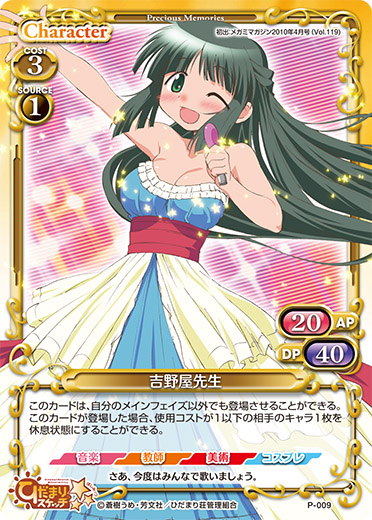 Precious Memories
Character
初出:メガミマガジン2010年4月号(Vol.119)
COST
3
SOURCE
1
20 AP
DP 40
吉野屋先生
このカードは、自分のメインフェイズ以外でも登場させることができる。
このカードが登場した場合、使用コストが1以下の相手のキャラ1枚を
休息状態にすることができる。
音楽 教師 美術 コスプレ
さあ、今度はみんなで歌いましょう。
ひだまりスケッチ
©蒼樹うめ・芳文社/ひだまり荘管理組合
P-009